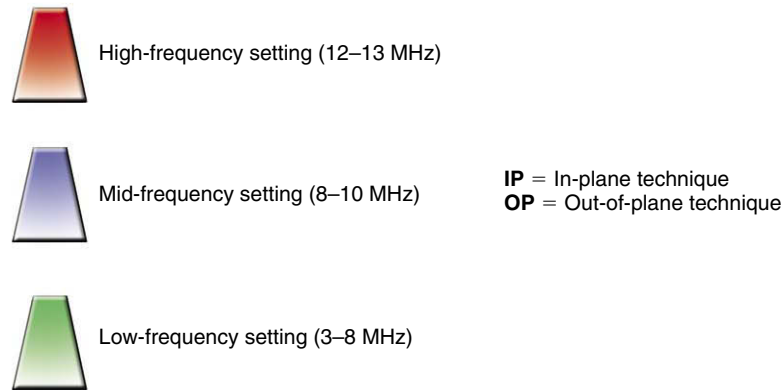 High-frequency setting (12–13 MHz)
Mid-frequency setting (8–10 MHz)
IP = In-plane technique
OP = Out-of-plane technique
Low-frequency setting (3–8 MHz)